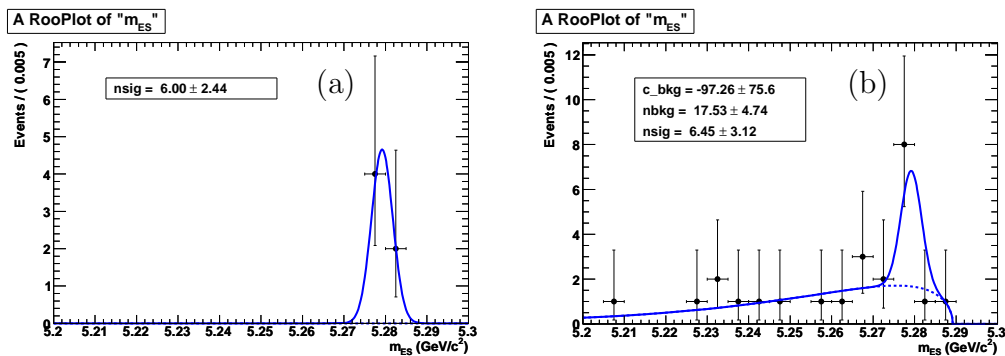 A RooPlot of "m_ES"
Events / ( 0.005 )
7
6
5
4
3
2
1
0
nsig = 6.00 ± 2.44
(a)
5.2 5.21 5.22 5.23 5.24 5.25 5.26 5.27 5.28 5.29 5.3
m_ES (GeV/c²)
A RooPlot of "m_ES"
Events / ( 0.005 )
12
10
8
6
4
2
0
c_bkg = -97.26 ± 75.6
nbkg = 17.53 ± 4.74
nsig = 6.45 ± 3.12
(b)
5.2 5.21 5.22 5.23 5.24 5.25 5.26 5.27 5.28 5.29 5.3
m_ES (GeV/c²)